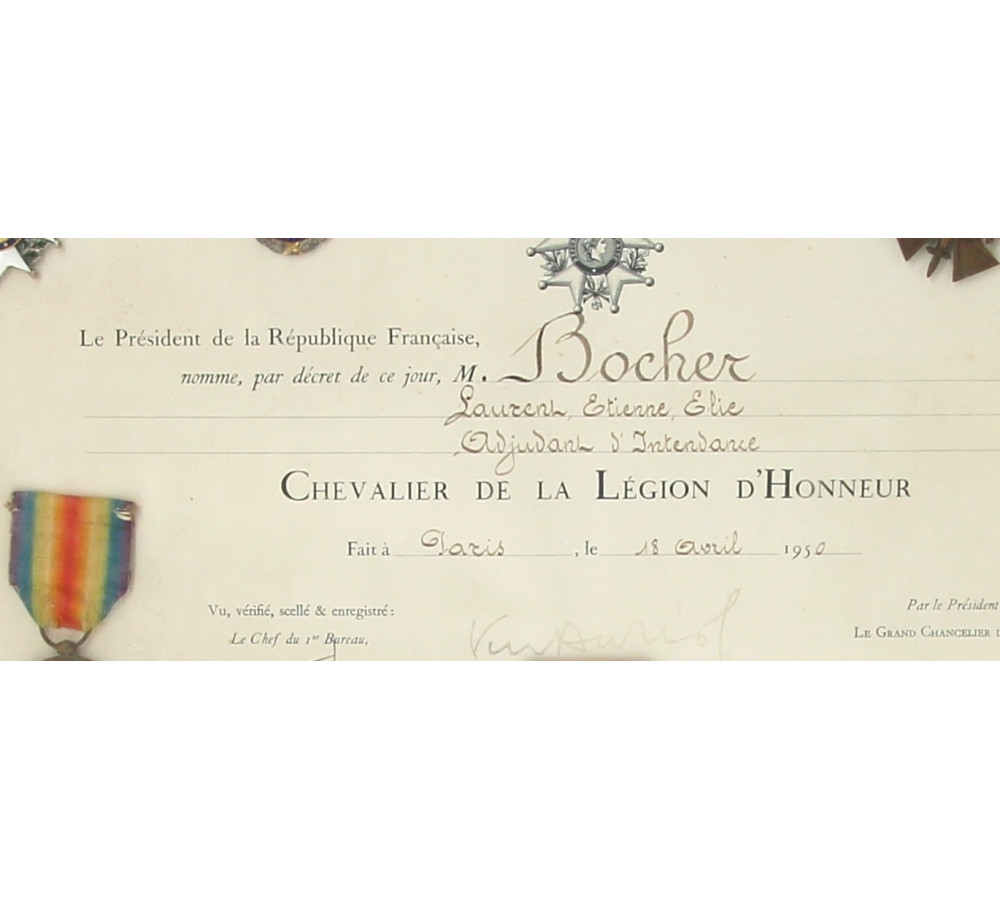 Le Président de la République Française,
nomme, par décret de ce jour, M. Bocher
Laurent, Etienne, Elie
Adjudant d'Intendance
CHEVALIER DE LA LÉGION D'HONNEUR
Fait à Paris, le 18 Avril 1950
Vu, vérifié, scellé & enregistré :
Le Chef du 1er Bureau,
Par le Président
LE GRAND CHANCELIER D